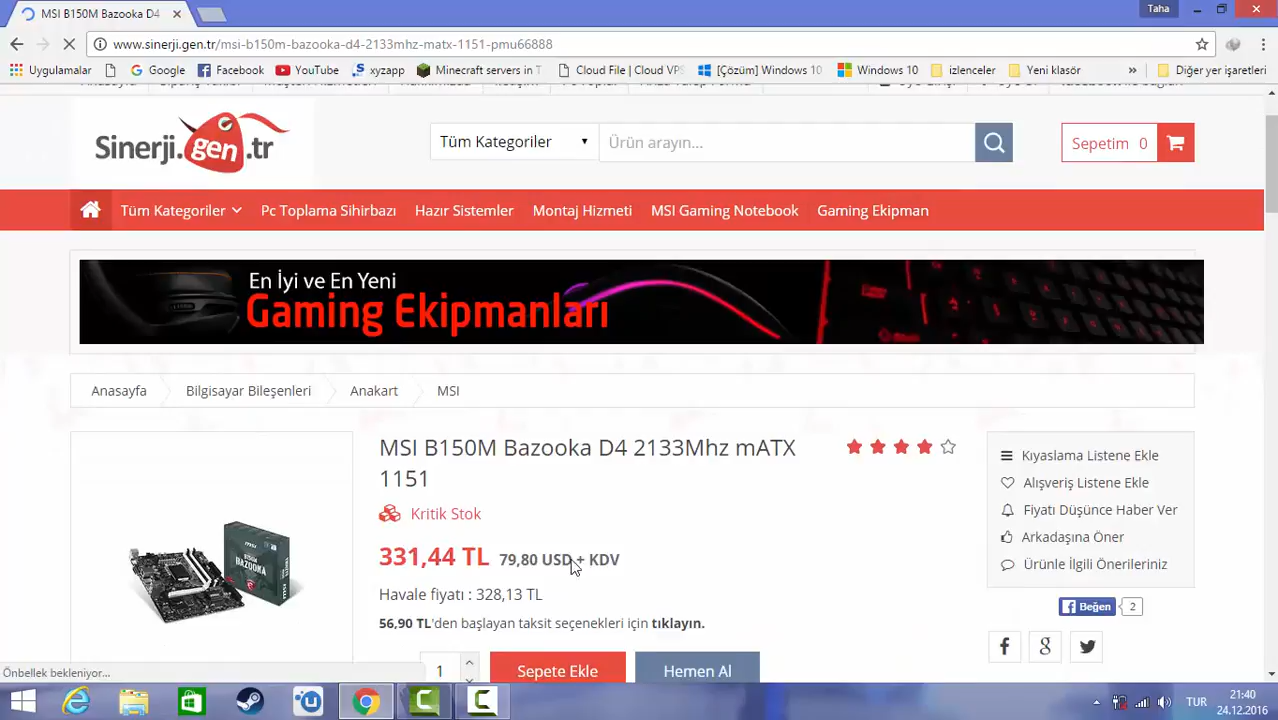 MSI B150M Bazooka D4
Taha
www.sinerji.gen.tr/msi-b150m-bazooka-d4-2133mhz-matx-1151-pmu66888
Uygulamalar Google Facebook YouTube xyzapp Minecraft servers in T Cloud File | Cloud VPS [Çözüm] Windows 10 Windows 10 izlenceler Yeni klasör » Diğer yer işaretleri
Sinerji.gen.tr
Tüm Kategoriler
Ürün arayın...
Sepetim 0
Tüm Kategoriler Pc Toplama Sihirbazı Hazır Sistemler Montaj Hizmeti MSI Gaming Notebook Gaming Ekipman
En İyi ve En Yeni
Gaming Ekipmanları
Anasayfa Bilgisayar Bileşenleri Anakart MSI
MSI B150M Bazooka D4 2133Mhz mATX
1151
Kritik Stok
331,44 TL 79,80 USD + KDV
Havale fiyatı : 328,13 TL
56,90 TL'den başlayan taksit seçenekleri için tıklayın.
1
Sepete Ekle
Hemen Al
BAZOOKA
Kıyaslama Listene Ekle
Alışveriş Listene Ekle
Fiyatı Düşünce Haber Ver
Arkadaşına Öner
Ürünle İlgili Önerileriniz
Beğen 2
Önbellek bekleniyor...
TUR
21:40
24.12.2016